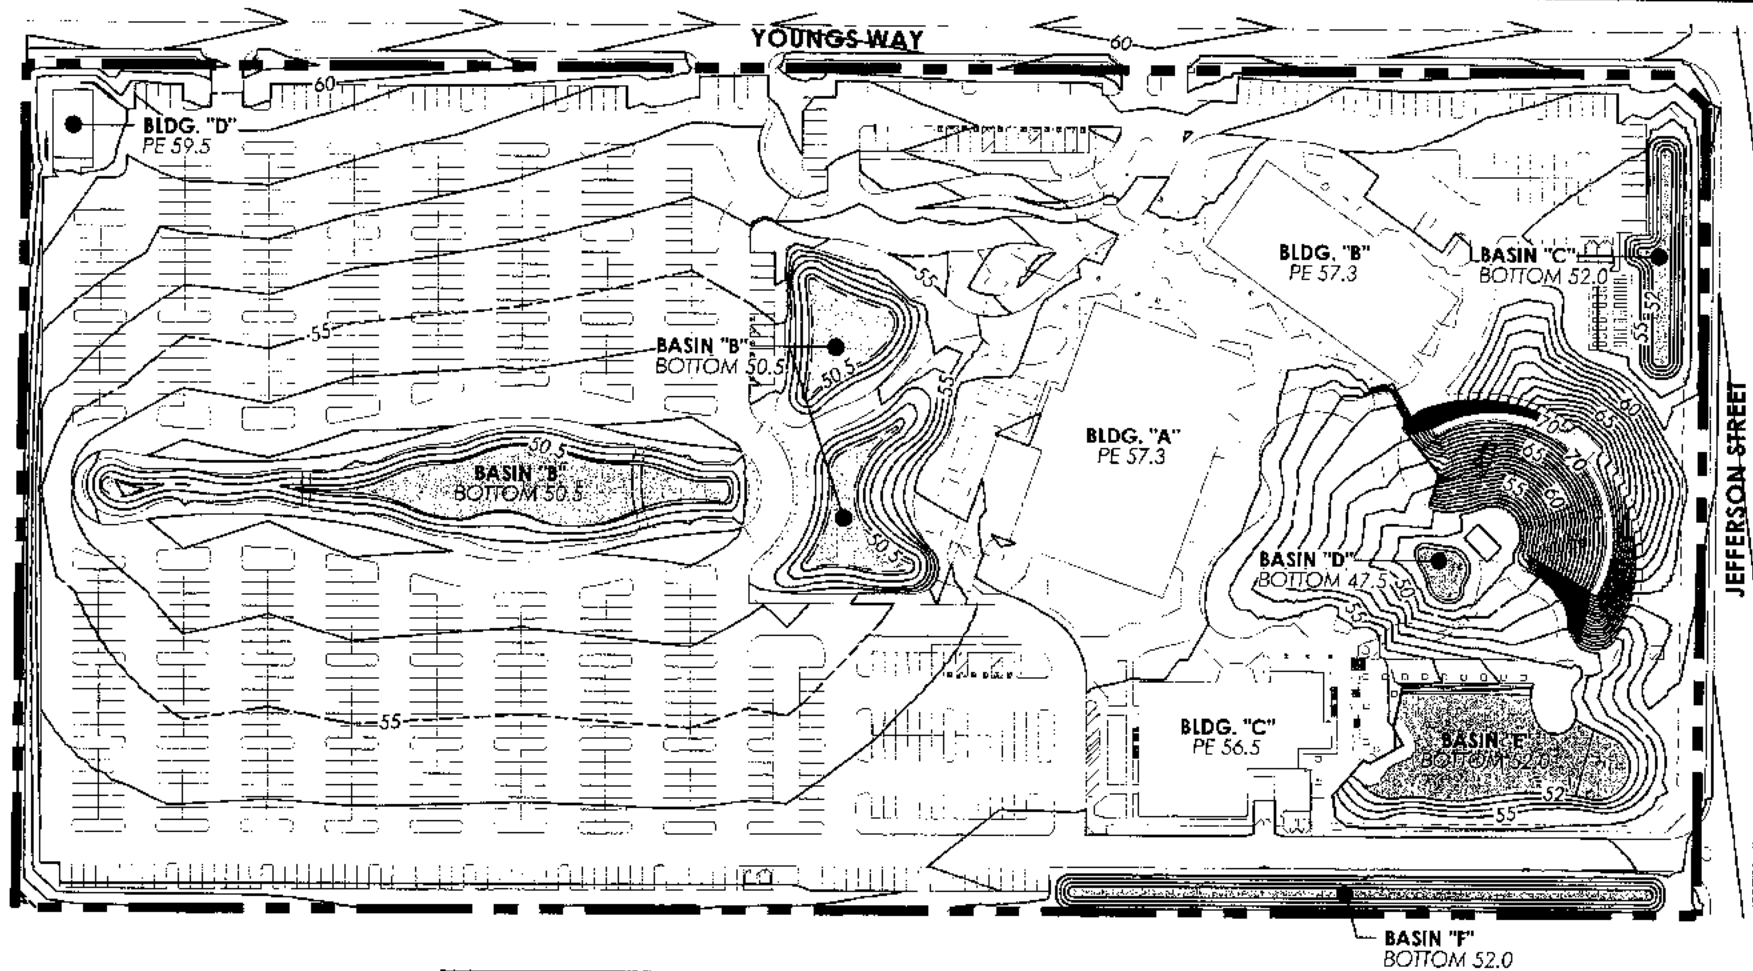 YOUNGS WAY
60
60
BLDG. "D"
PE 59.5
BLDG. "B"
PE 57.3
BASIN "C"
BOTTOM 52.0
55
52
55
55
BASIN "B"
BOTTOM 50.5
50.5
55
60
65
70
65
70
60
55
BLDG. "A"
PE 57.3
50.5
BASIN "B"
BOTTOM 50.5
50.5
BASIN "D"
BOTTOM 47.5
50
55
JEFFERSON STREET
55
BLDG. "C"
PE 56.5
BASIN "E"
BOTTOM 52.0
52
55
BASIN "F"
BOTTOM 52.0